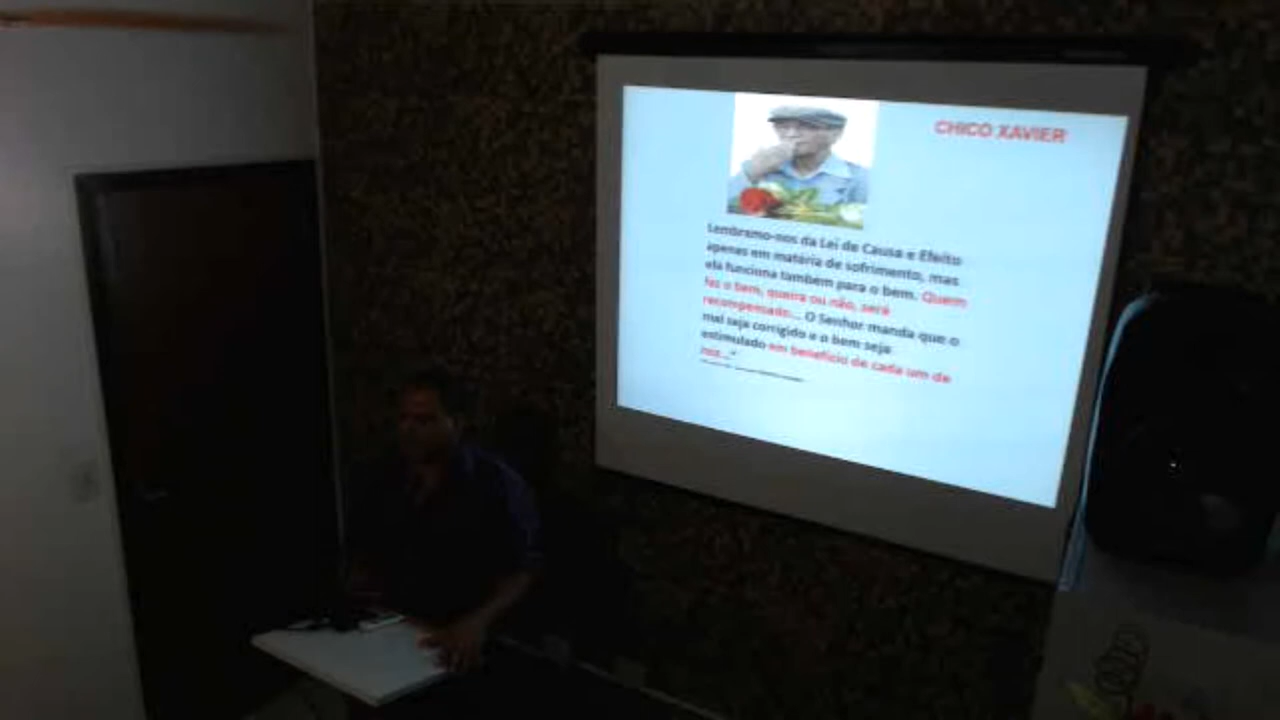 CHICO XAVIER
Lembramo-nos da Lei de Causa e Efeito
apenas em matéria de sofrimento, mas
ela funciona também para o bem. Quem
faz o bem, queira ou não, será
recompensado... O Senhor manda que o
mal seja corrigido e o bem seja
estimulado em benefício de cada um de
nós..."